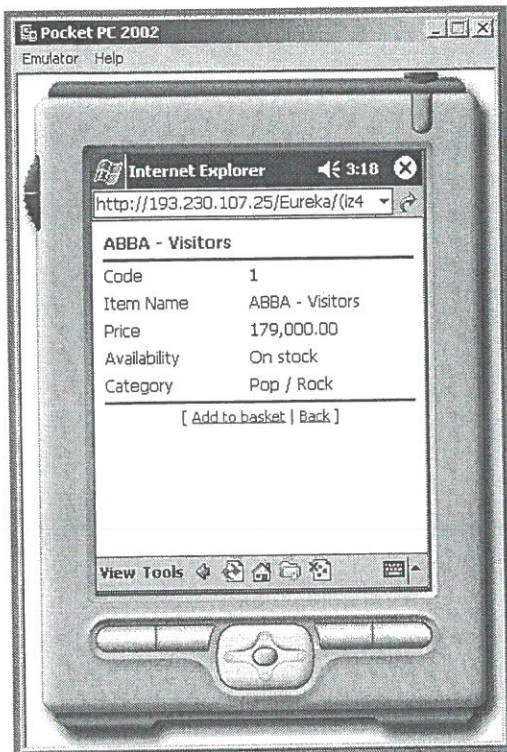 Pocket PC 2002
Emulator Help
Internet Explorer 3:18
http://193.230.107.25/Eureka/(iz4
ABBA - Visitors
Code 1
Item Name ABBA - Visitors
Price 179,000.00
Availability On stock
Category Pop / Rock
[ Add to basket | Back ]
View Tools